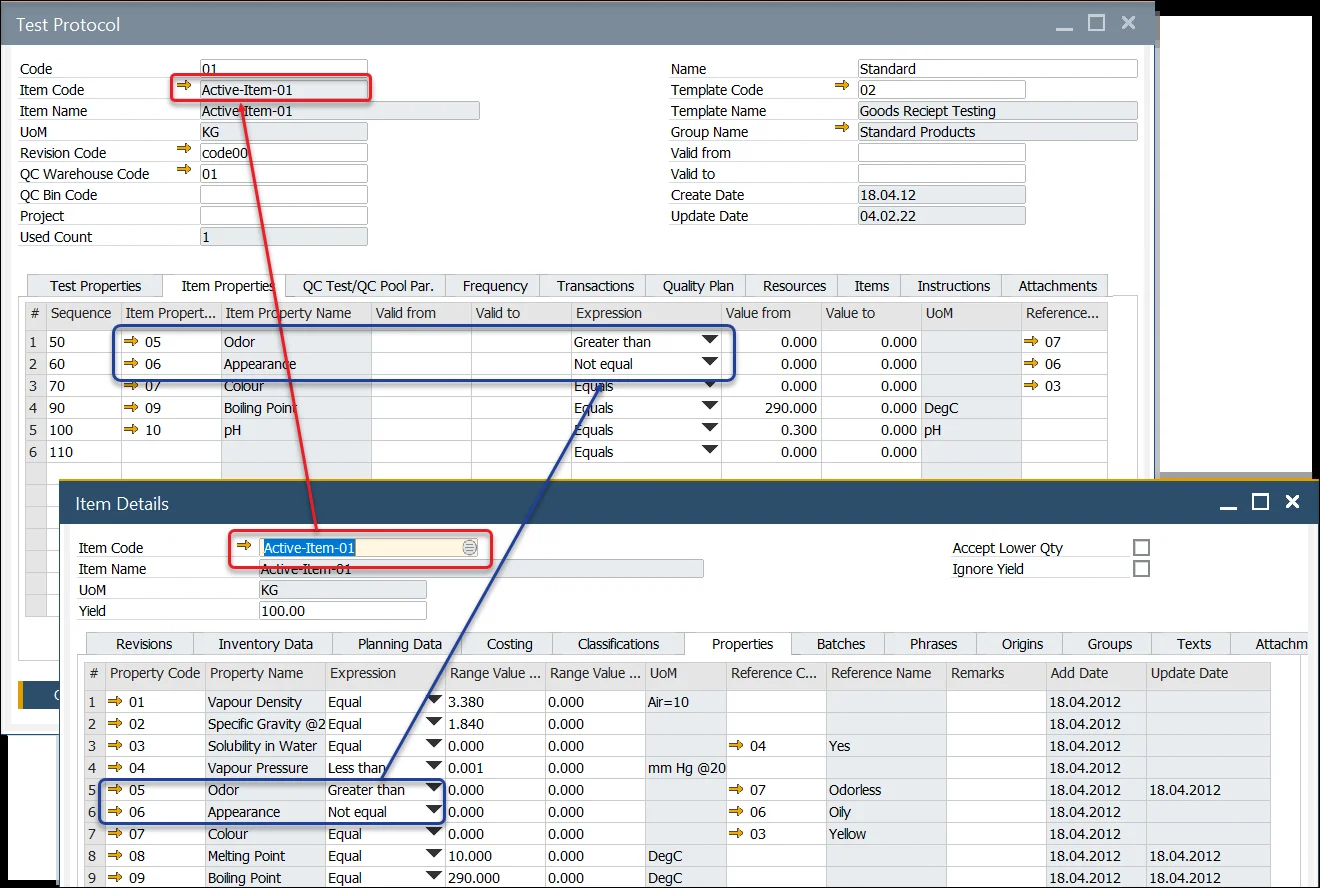 Test Protocol
Code 01 Name Standard
Item Code Active-Item-01 Template Code 02
Item Name Active-Item-01 Template Name Goods Reciept Testing
UoM KG Group Name Standard Products
Revision Code code00 Valid from
QC Warehouse Code 01 Valid to
QC Bin Code Create Date 18.04.12
Project Update Date 04.02.22
Used Count 1
Test Properties Item Properties QC Test/QC Pool Par. Frequency Transactions Quality Plan Resources Items Instructions Attachments
# Sequence Item Propert... Item Property Name Valid from Valid to Expression Value from Value to UoM Reference...
1 50 05 Odor Greater than 0.000 0.000 07
2 60 06 Appearance Not equal 0.000 0.000 06
3 70 07 Colour Equals 0.000 0.000 03
4 90 09 Boiling Point Equals 290.000 0.000 DegC
5 100 10 pH Equals 0.300 0.000 pH
6 110 Equals 0.000 0.000
Item Details
Item Code Active-Item-01 Accept Lower Qty
Item Name Active-Item-01 Ignore Yield
UoM KG
Yield 100.00
Revisions Inventory Data Planning Data Costing Classifications Properties Batches Phrases Origins Groups Texts Attachm
# Property Code Property Name Expression Range Value ... Range Value ... UoM Reference C... Reference Name Remarks Add Date Update Date
1 01 Vapour Density Equal 3.380 0.000 Air=10 18.04.2012
2 02 Specific Gravity @2 Equal 1.840 0.000 18.04.2012
3 03 Solubility in Water Equal 0.000 0.000 04 Yes 18.04.2012
4 04 Vapour Pressure Less than 0.001 0.000 mm Hg @20 18.04.2012
5 05 Odor Greater than 0.000 0.000 07 Odorless 18.04.2012 18.04.2012
6 06 Appearance Not equal 0.000 0.000 06 Oily 18.04.2012
7 07 Colour Equal 0.000 0.000 03 Yellow 18.04.2012
8 08 Melting Point Equal 10.000 0.000 DegC 18.04.2012 18.04.2012
9 09 Boiling Point Equal 290.000 0.000 DegC 18.04.2012 18.04.2012